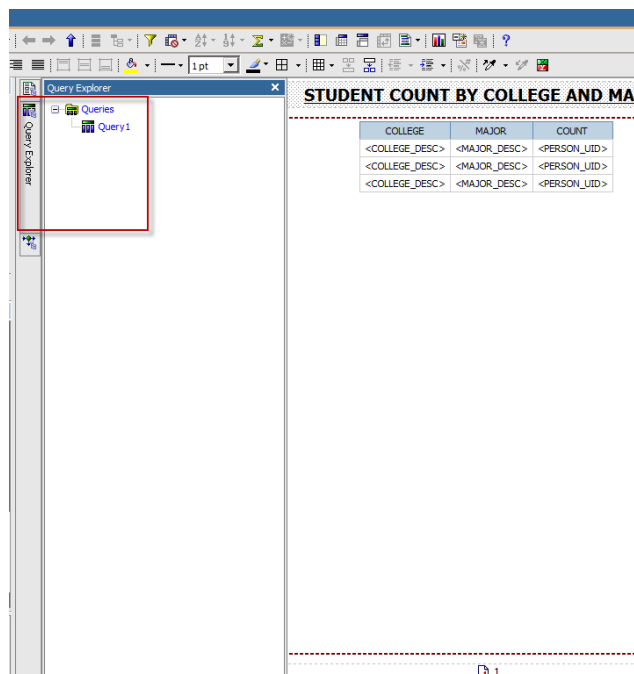 1 pt
?
Query Explorer
STUDENT COUNT BY COLLEGE AND MA
Queries
Query1
Query Explorer
COLLEGE MAJOR COUNT
<COLLEGE_DESC> <MAJOR_DESC> <PERSON_UID>
<COLLEGE_DESC> <MAJOR_DESC> <PERSON_UID>
<COLLEGE_DESC> <MAJOR_DESC> <PERSON_UID>
1